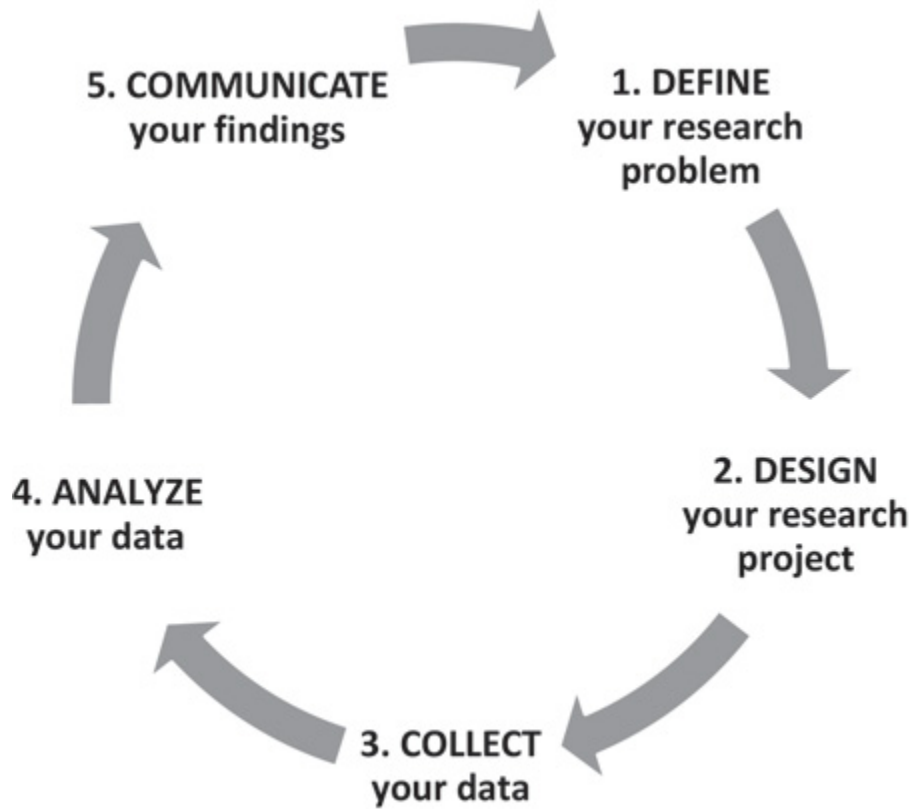 1. DEFINE
your research
problem
2. DESIGN
your research
project
3. COLLECT
your data
4. ANALYZE
your data
5. COMMUNICATE
your findings